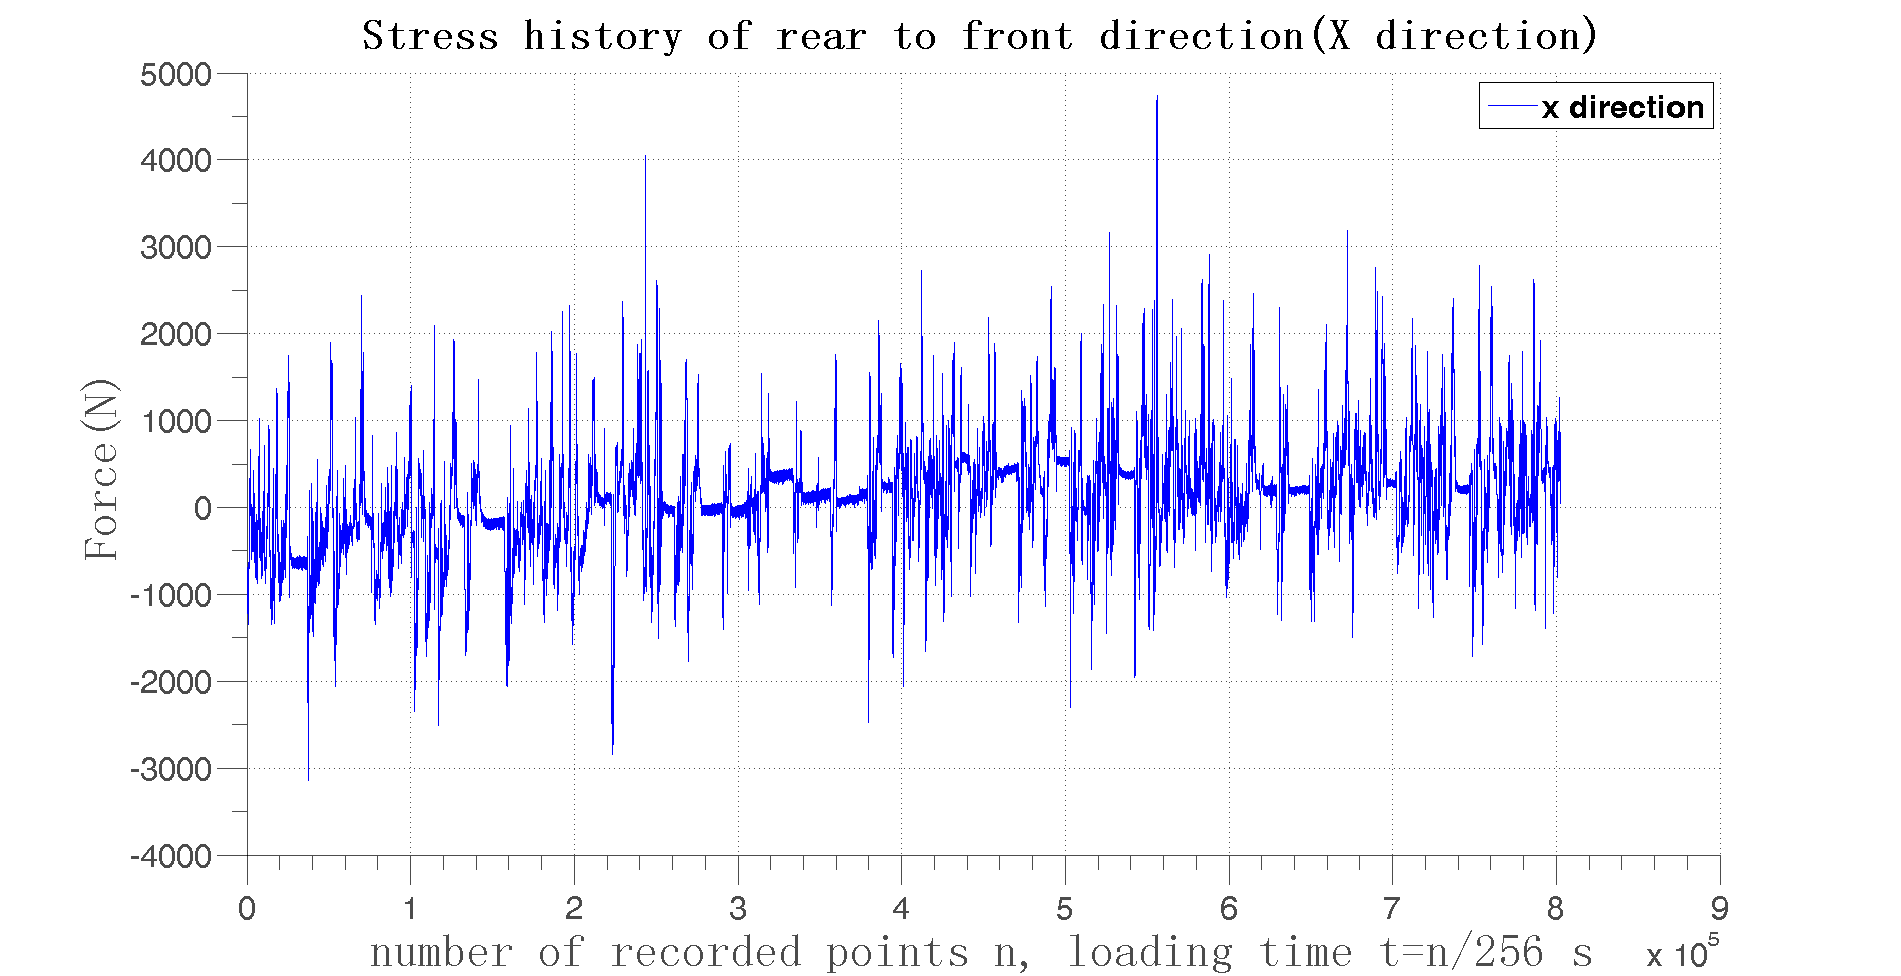 Stress history of rear to front direction(X direction)
x direction
Force(N)
5000
4000
3000
2000
1000
0
-1000
-2000
-3000
-4000
0 1 2 3 4 5 6 7 8 9
number of recorded points n, loading time t=n/256 s
x 10^5